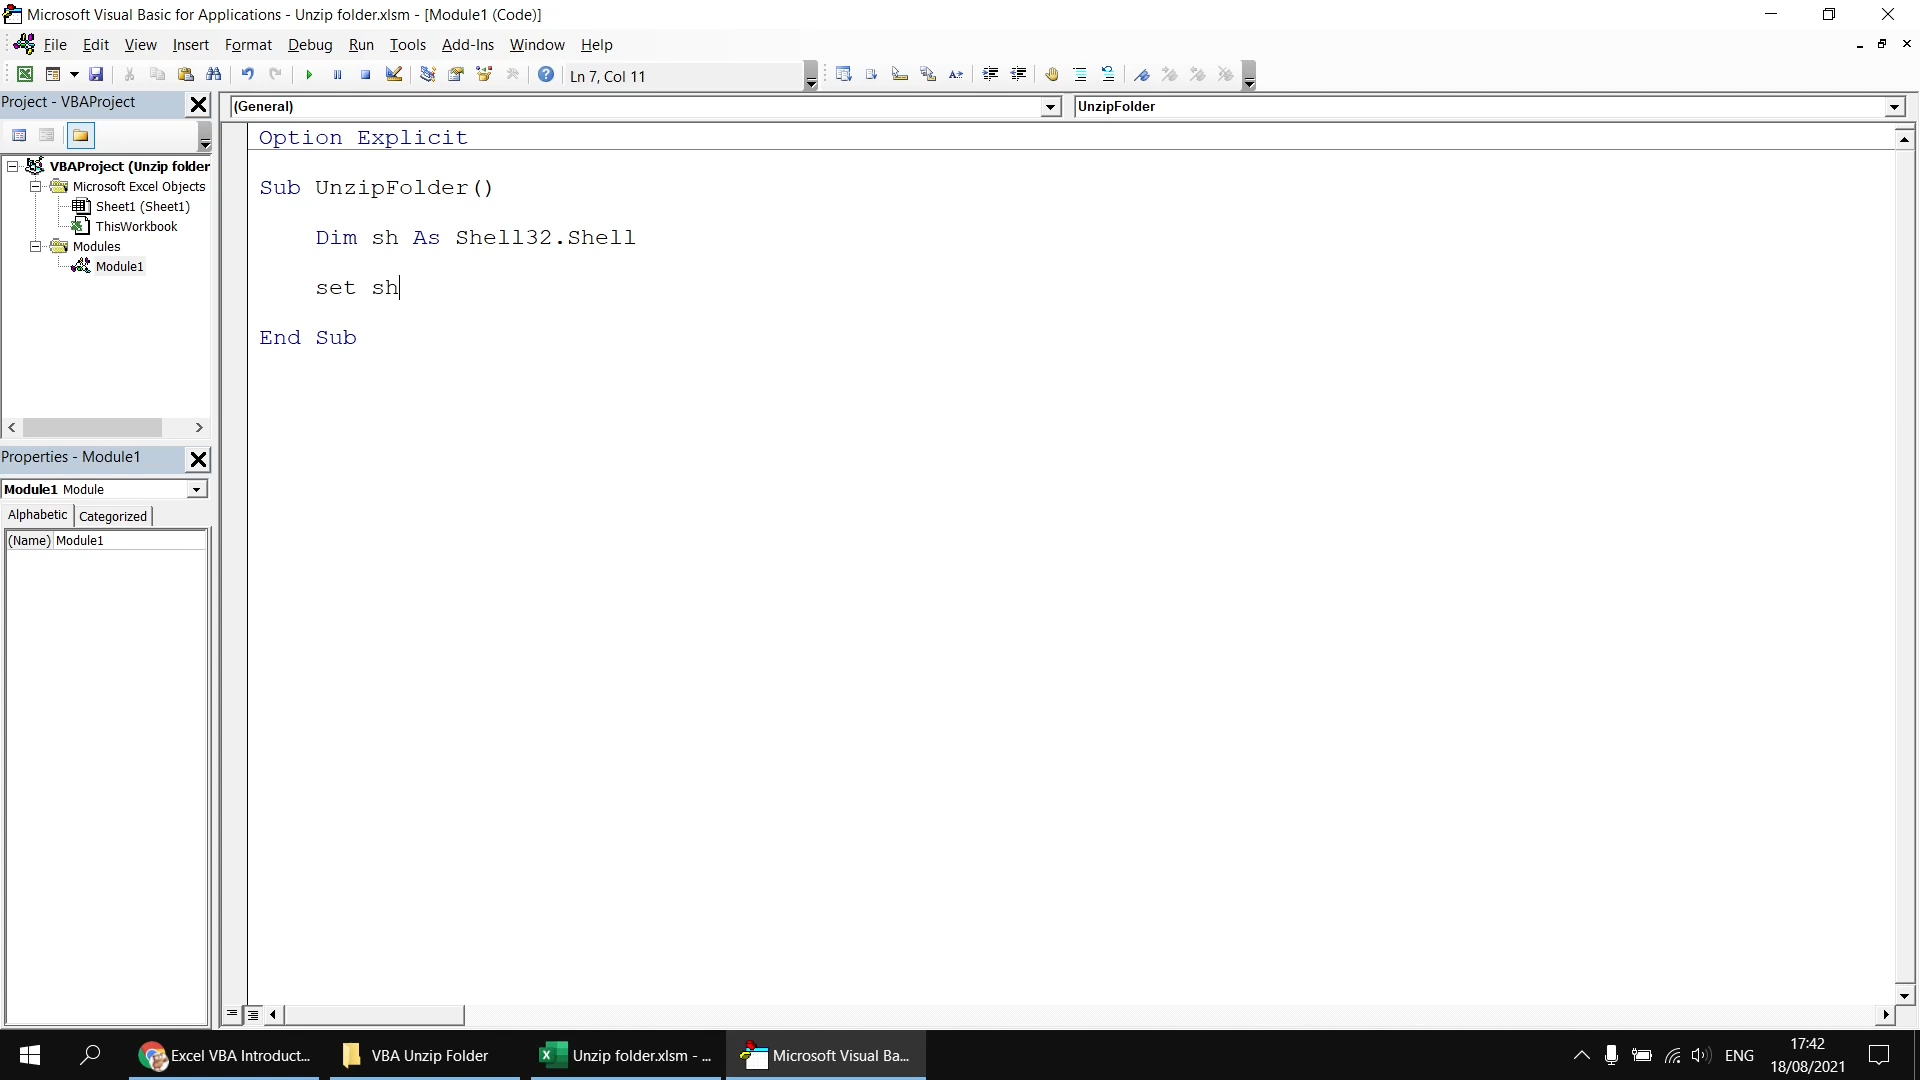 Microsoft Visual Basic for Applications - Unzip folder.xlsm - [Module1 (Code)]
File Edit View Insert Format Debug Run Tools Add-Ins Window Help
Ln 7, Col 11
Project - VBAProject
(General)
UnzipFolder
VBAProject (Unzip folder
Microsoft Excel Objects
Sheet1 (Sheet1)
ThisWorkbook
Modules
Module1
Option Explicit
Sub UnzipFolder()
Dim sh As Shell32.Shell
set sh
End Sub
Properties - Module1
Module1 Module
Alphabetic Categorized
(Name) Module1
Excel VBA Introduct...
VBA Unzip Folder
Unzip folder.xlsm - ...
Microsoft Visual Ba...
ENG
17:42
18/08/2021